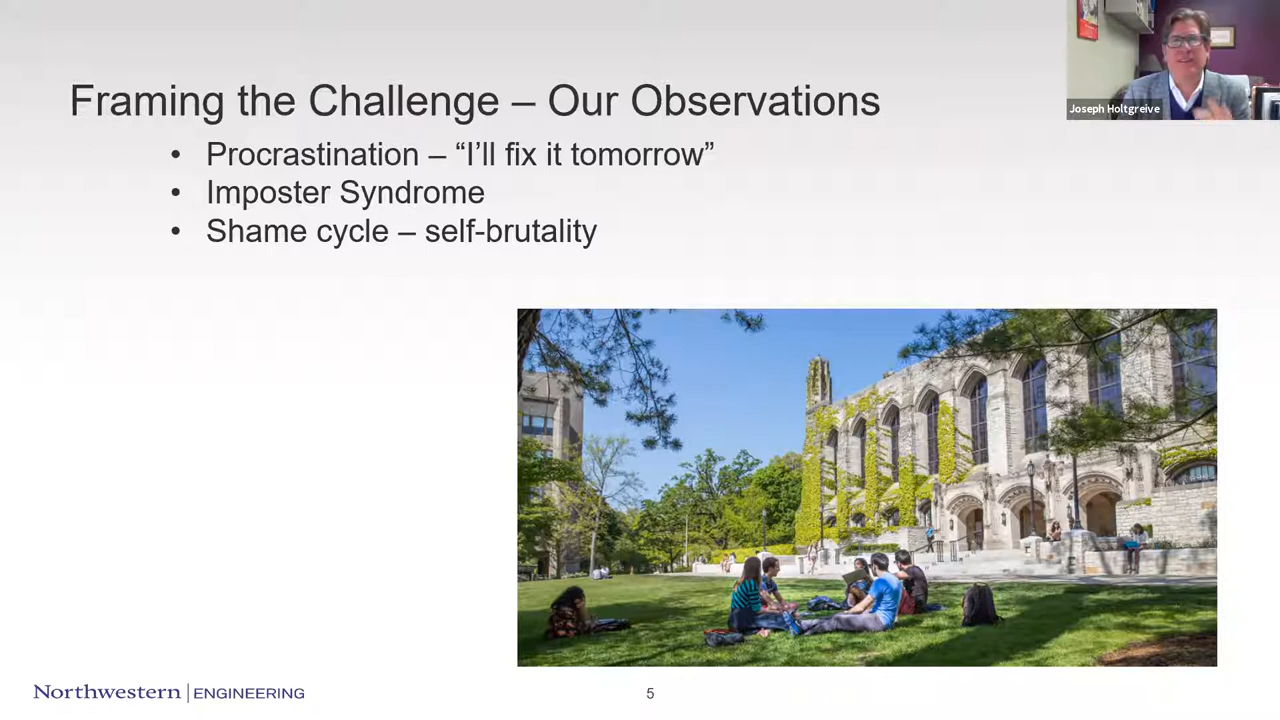 Joseph Holtgreive
Framing the Challenge – Our Observations
• Procrastination – “I’ll fix it tomorrow”
• Imposter Syndrome
• Shame cycle – self-brutality
Northwestern | ENGINEERING
5